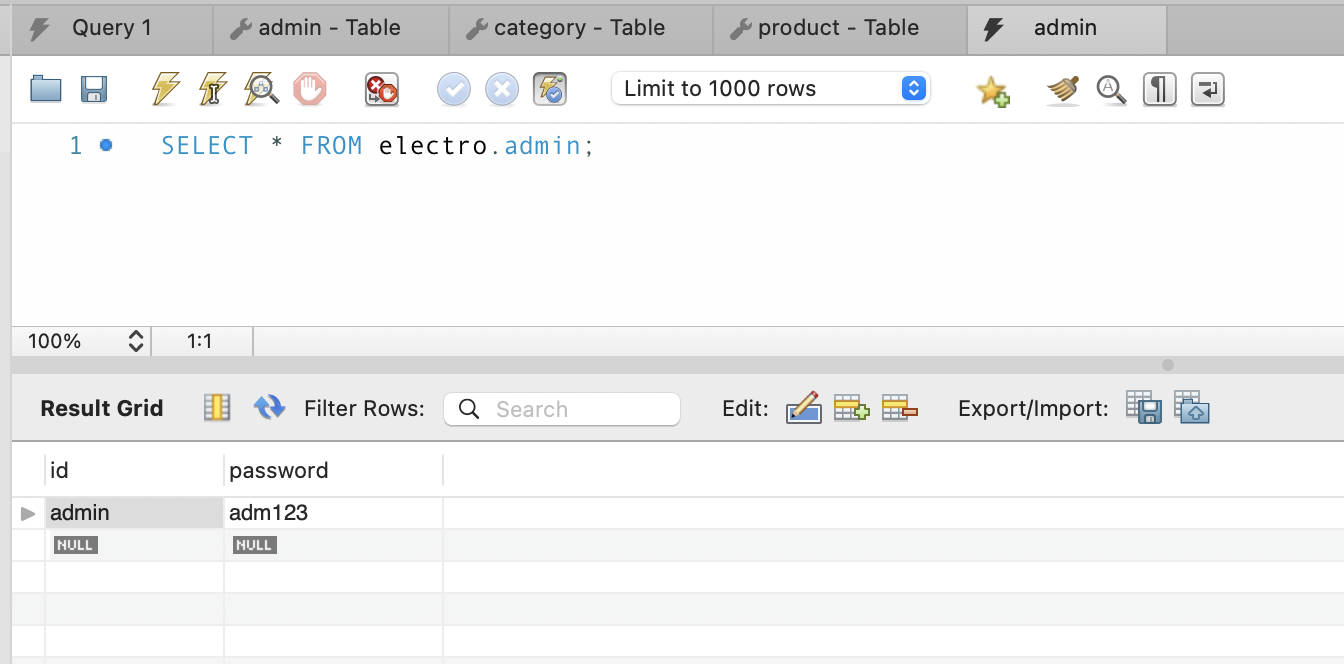 Query 1 admin - Table category - Table product - Table admin
Limit to 1000 rows
1 SELECT * FROM electro.admin;
100% 1:1
Result Grid Filter Rows: Search Edit: Export/Import:
id password
admin adm123
NULL NULL